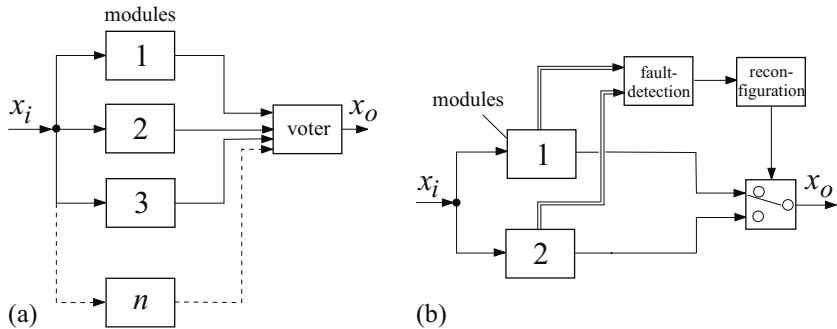 modules
1
x_i
2
voter
x_o
3
n
(a)
fault-
detection
recon-
figuration
modules
1
x_i
x_o
2
(b)